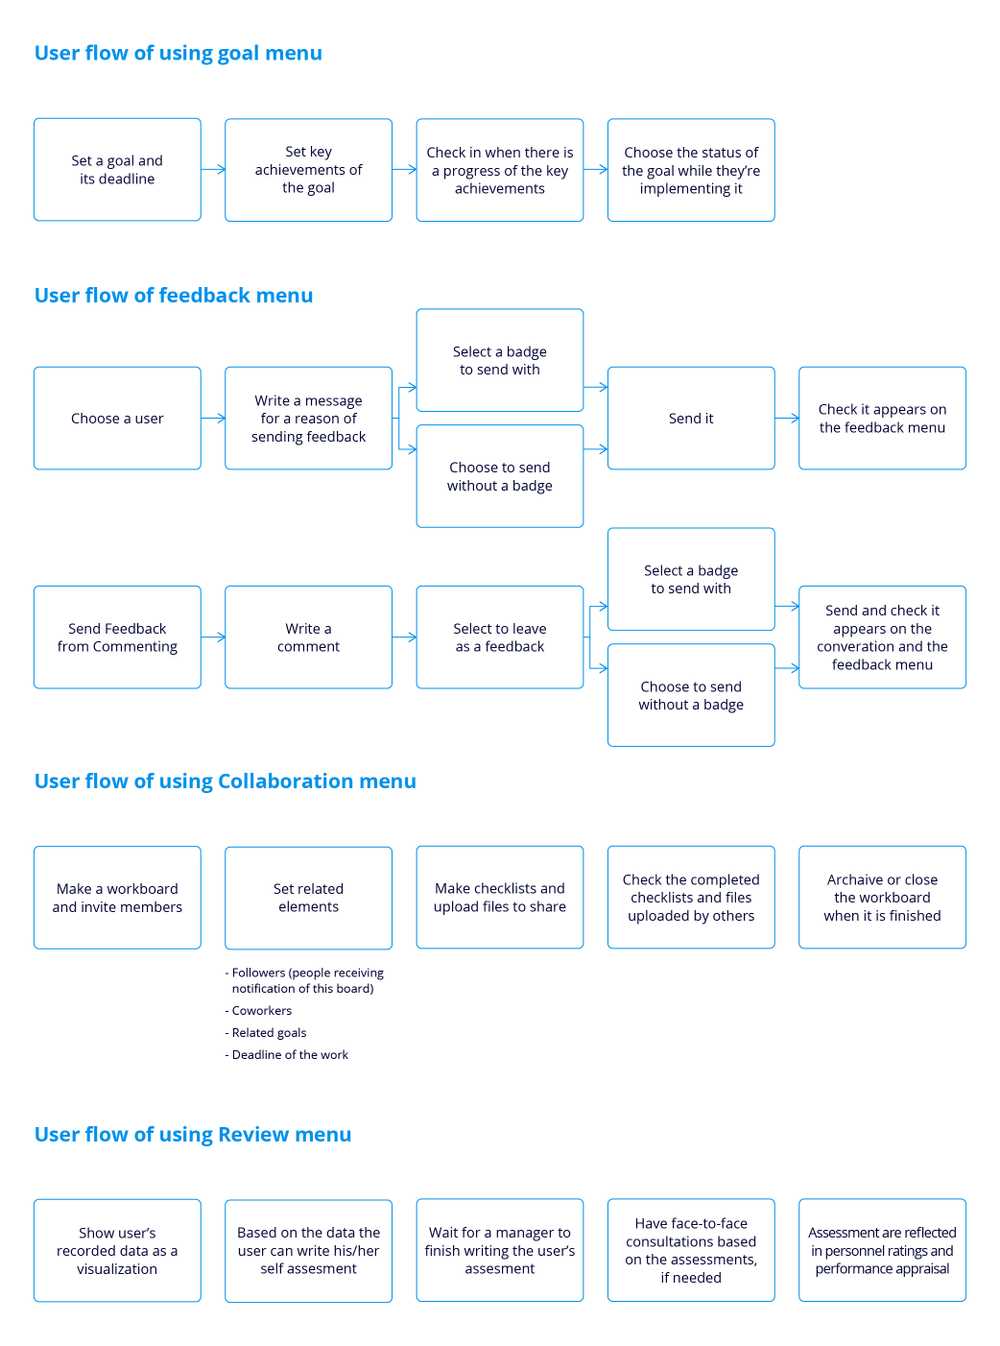 User flow of using goal menu
Set a goal and
its deadline
Set key
achievements of
the goal
Check in when there is
a progress of the key
achievements
Choose the status of
the goal while they’re
implementing it
User flow of feedback menu
Choose a user
Write a message
for a reason of
sending feedback
Select a badge
to send with
Choose to send
without a badge
Send it
Check it appears on
the feedback menu
Send Feedback
from Commenting
Write a
comment
Select to leave
as a feedback
Select a badge
to send with
Choose to send
without a badge
Send and check it
appears on the
converation and the
feedback menu
User flow of using Collaboration menu
Make a workboard
and invite members
Set related
elements
- Followers (people receiving
notification of this board)
- Coworkers
- Related goals
- Deadline of the work
Make checklists and
upload files to share
Check the completed
checklists and files
uploaded by others
Archaive or close
the workboard
when it is finished
User flow of using Review menu
Show user’s
recorded data as a
visualization
Based on the data the
user can write his/her
self assesment
Wait for a manager to
finish writing the user’s
assesment
Have face-to-face
consultations based
on the assessments,
if needed
Assessment are reflected
in personnel ratings and
performance appraisal